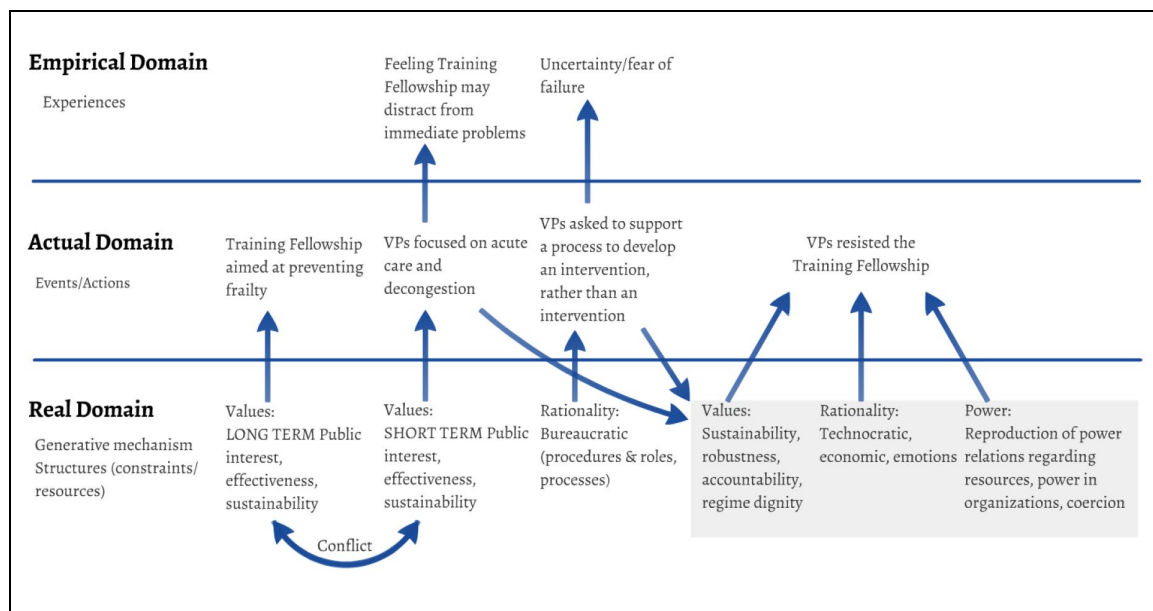 Empirical Domain
Experiences
Feeling Training
Fellowship may
distract from
immediate problems
Uncertainty/fear of
failure
Actual Domain
Events/Actions
Training Fellowship
aimed at preventing
frailty
VPs focused on acute
care and
decongestion
VPs asked to support
a process to develop
an intervention,
rather than an
intervention
VPs resisted the
Training Fellowship
Real Domain
Generative mechanism
Structures (constraints/
resources)
Values:
LONG TERM Public
interest,
effectiveness,
sustainability
Values:
SHORT TERM Public
interest,
effectiveness,
sustainability
Conflict
Rationality:
Bureaucratic
(procedures & roles,
processes)
Values:
Sustainability,
robustness,
accountability,
regime dignity
Rationality:
Technocratic,
economic, emotions
Power:
Reproduction of power
relations regarding
resources, power in
organizations, coercion